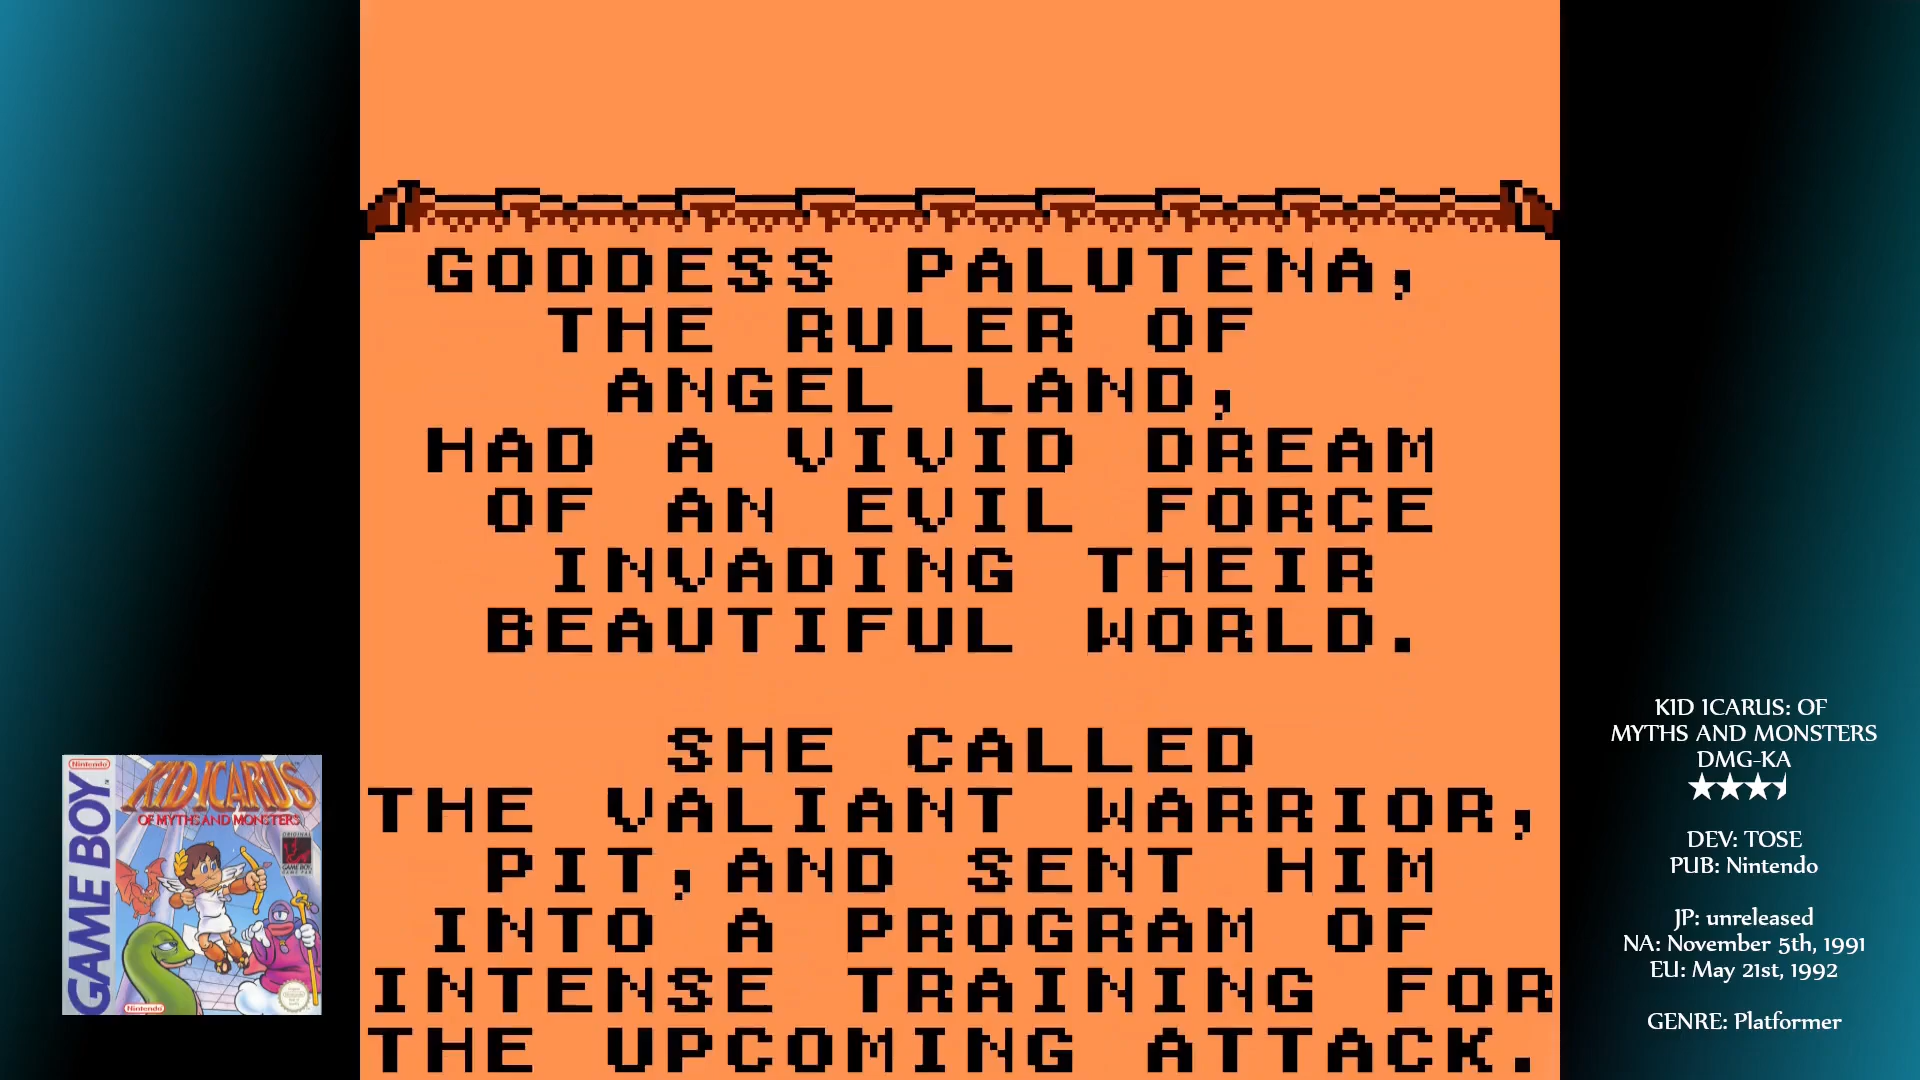 GODDESS PALUTENA,
THE RULER OF
ANGEL LAND,
HAD A VIVID DREAM
OF AN EVIL FORCE
INVADING THEIR
BEAUTIFUL WORLD.
SHE CALLED
THE VALIANT WARRIOR,
PIT,AND SENT HIM
INTO A PROGRAM OF
INTENSE TRAINING FOR
THE UPCOMING ATTACK.
Nintendo
GAME BOY
KID ICARUS
OF MYTHS AND MONSTERS
Nintendo
KID ICARUS: OF
MYTHS AND MONSTERS
DMG-KA
DEV: TOSE
PUB: Nintendo
JP: unreleased
NA: November 5th, 1991
EU: May 21st, 1992
GENRE: Platformer